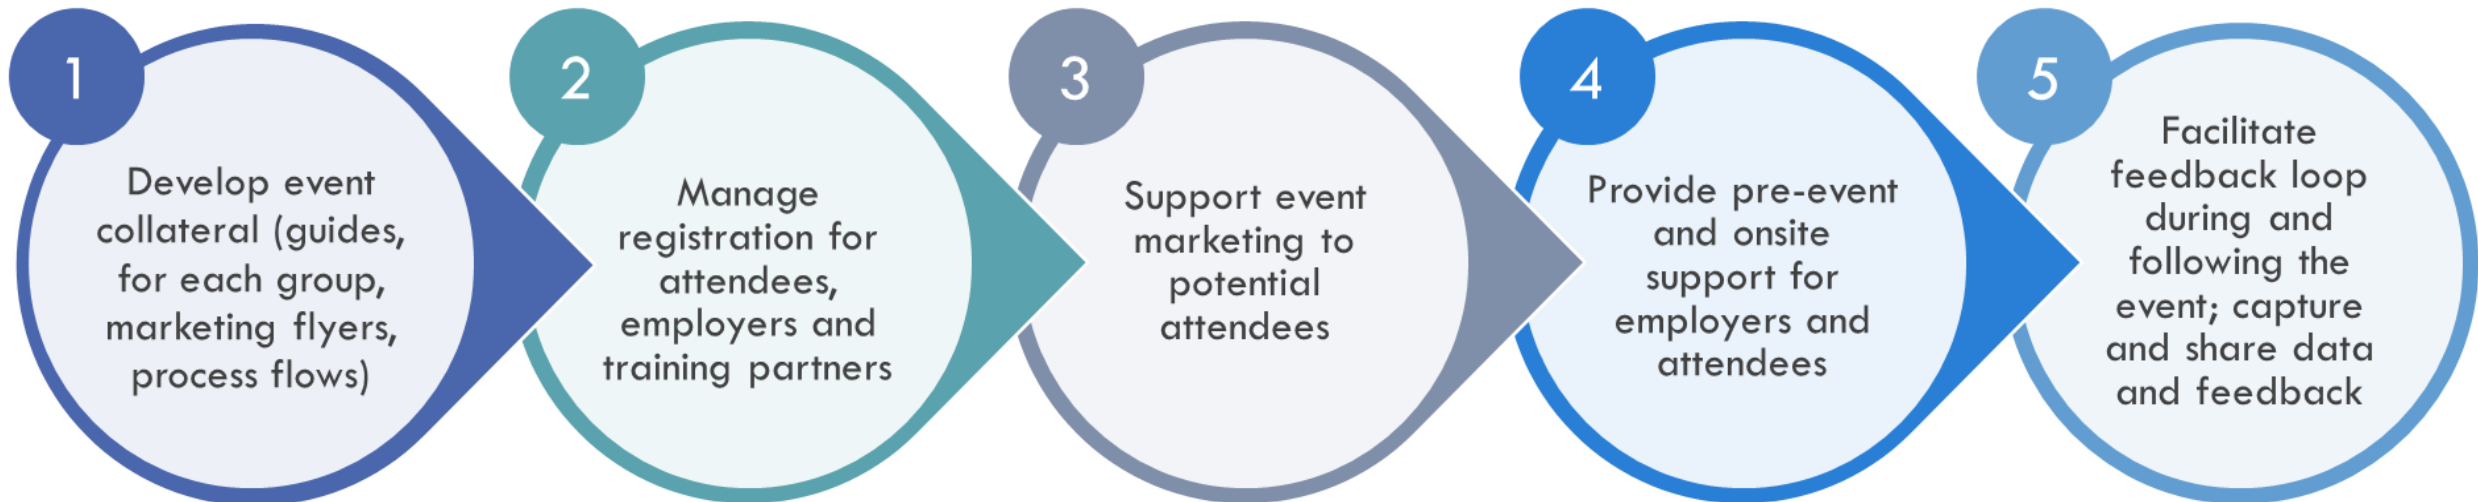 1
Develop event
collateral (guides,
for each group,
marketing flyers,
process flows)
2
Manage
registration for
attendees,
employers and
training partners
3
Support event
marketing to
potential
attendees
4
Provide pre-event
and onsite
support for
employers and
attendees
5
Facilitate
feedback loop
during and
following the
event; capture
and share data
and feedback